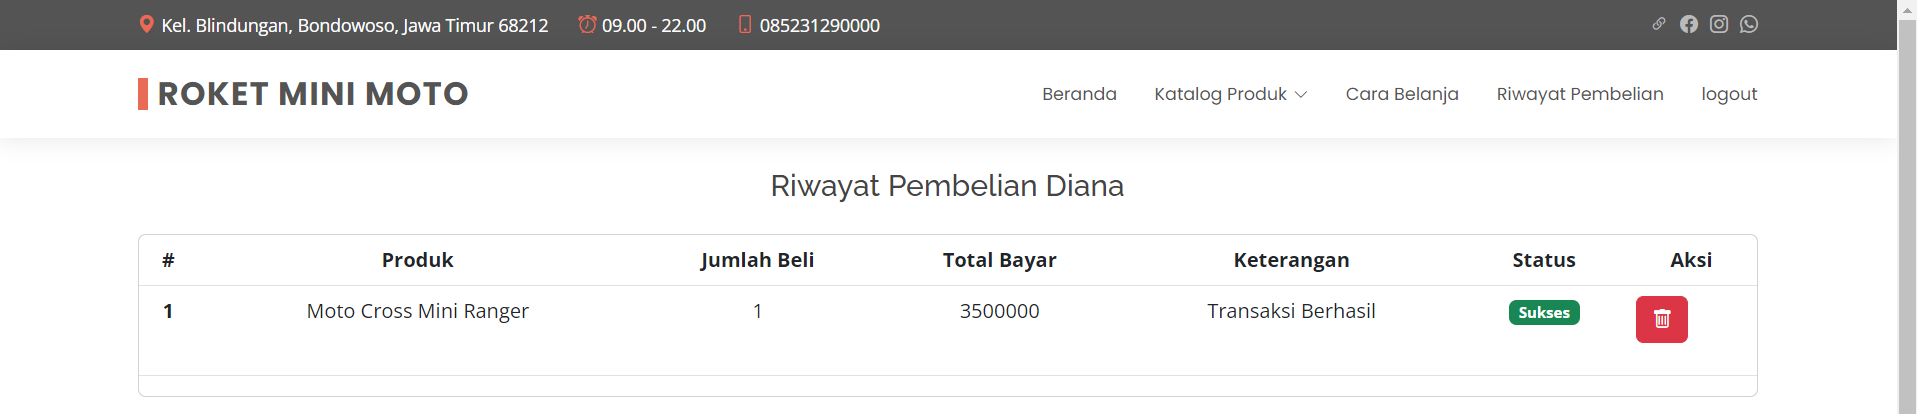 Kel. Blindungan, Bondowoso, Jawa Timur 68212 09.00 - 22.00 085231290000
ROKET MINI MOTO Beranda Katalog Produk Cara Belanja Riwayat Pembelian logout
Riwayat Pembelian Diana
# Produk Jumlah Beli Total Bayar Keterangan Status Aksi
1 Moto Cross Mini Ranger 1 3500000 Transaksi Berhasil Sukses